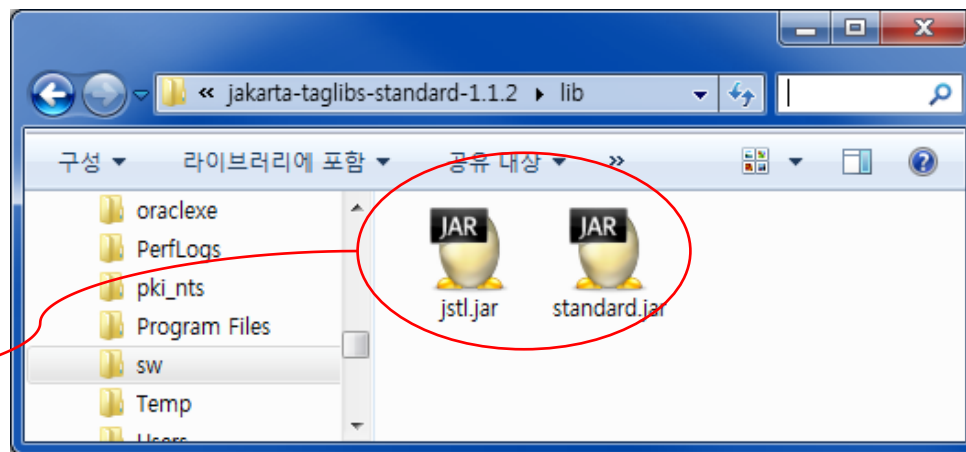 « jakarta-taglibs-standard-1.1.2 ▸ lib
구성 ▼ 라이브러리에 포함 ▼ 공유 대상 ▼ »
oraclexe
PerfLogs
pki_nts
Program Files
sw
Temp
Users
JAR
jstl.jar
JAR
standard.jar